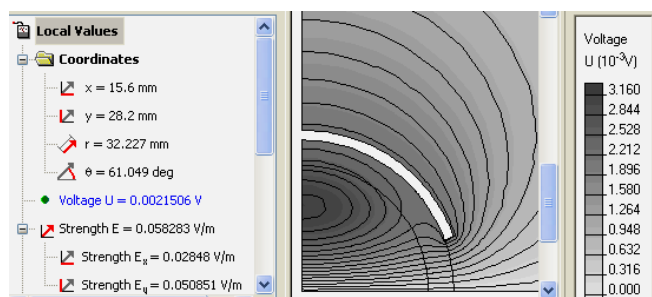 Local Values
Coordinates
x = 15.6 mm
y = 28.2 mm
r = 32.227 mm
θ = 61.049 deg
Voltage U = 0.0021506 V
Strength E = 0.058283 V/m
Strength Eₓ = 0.02848 V/m
Strength Eᵧ = 0.050851 V/m
Voltage
U (10⁻³V)
3.160
2.844
2.528
2.212
1.896
1.580
1.264
0.948
0.632
0.316
0.000